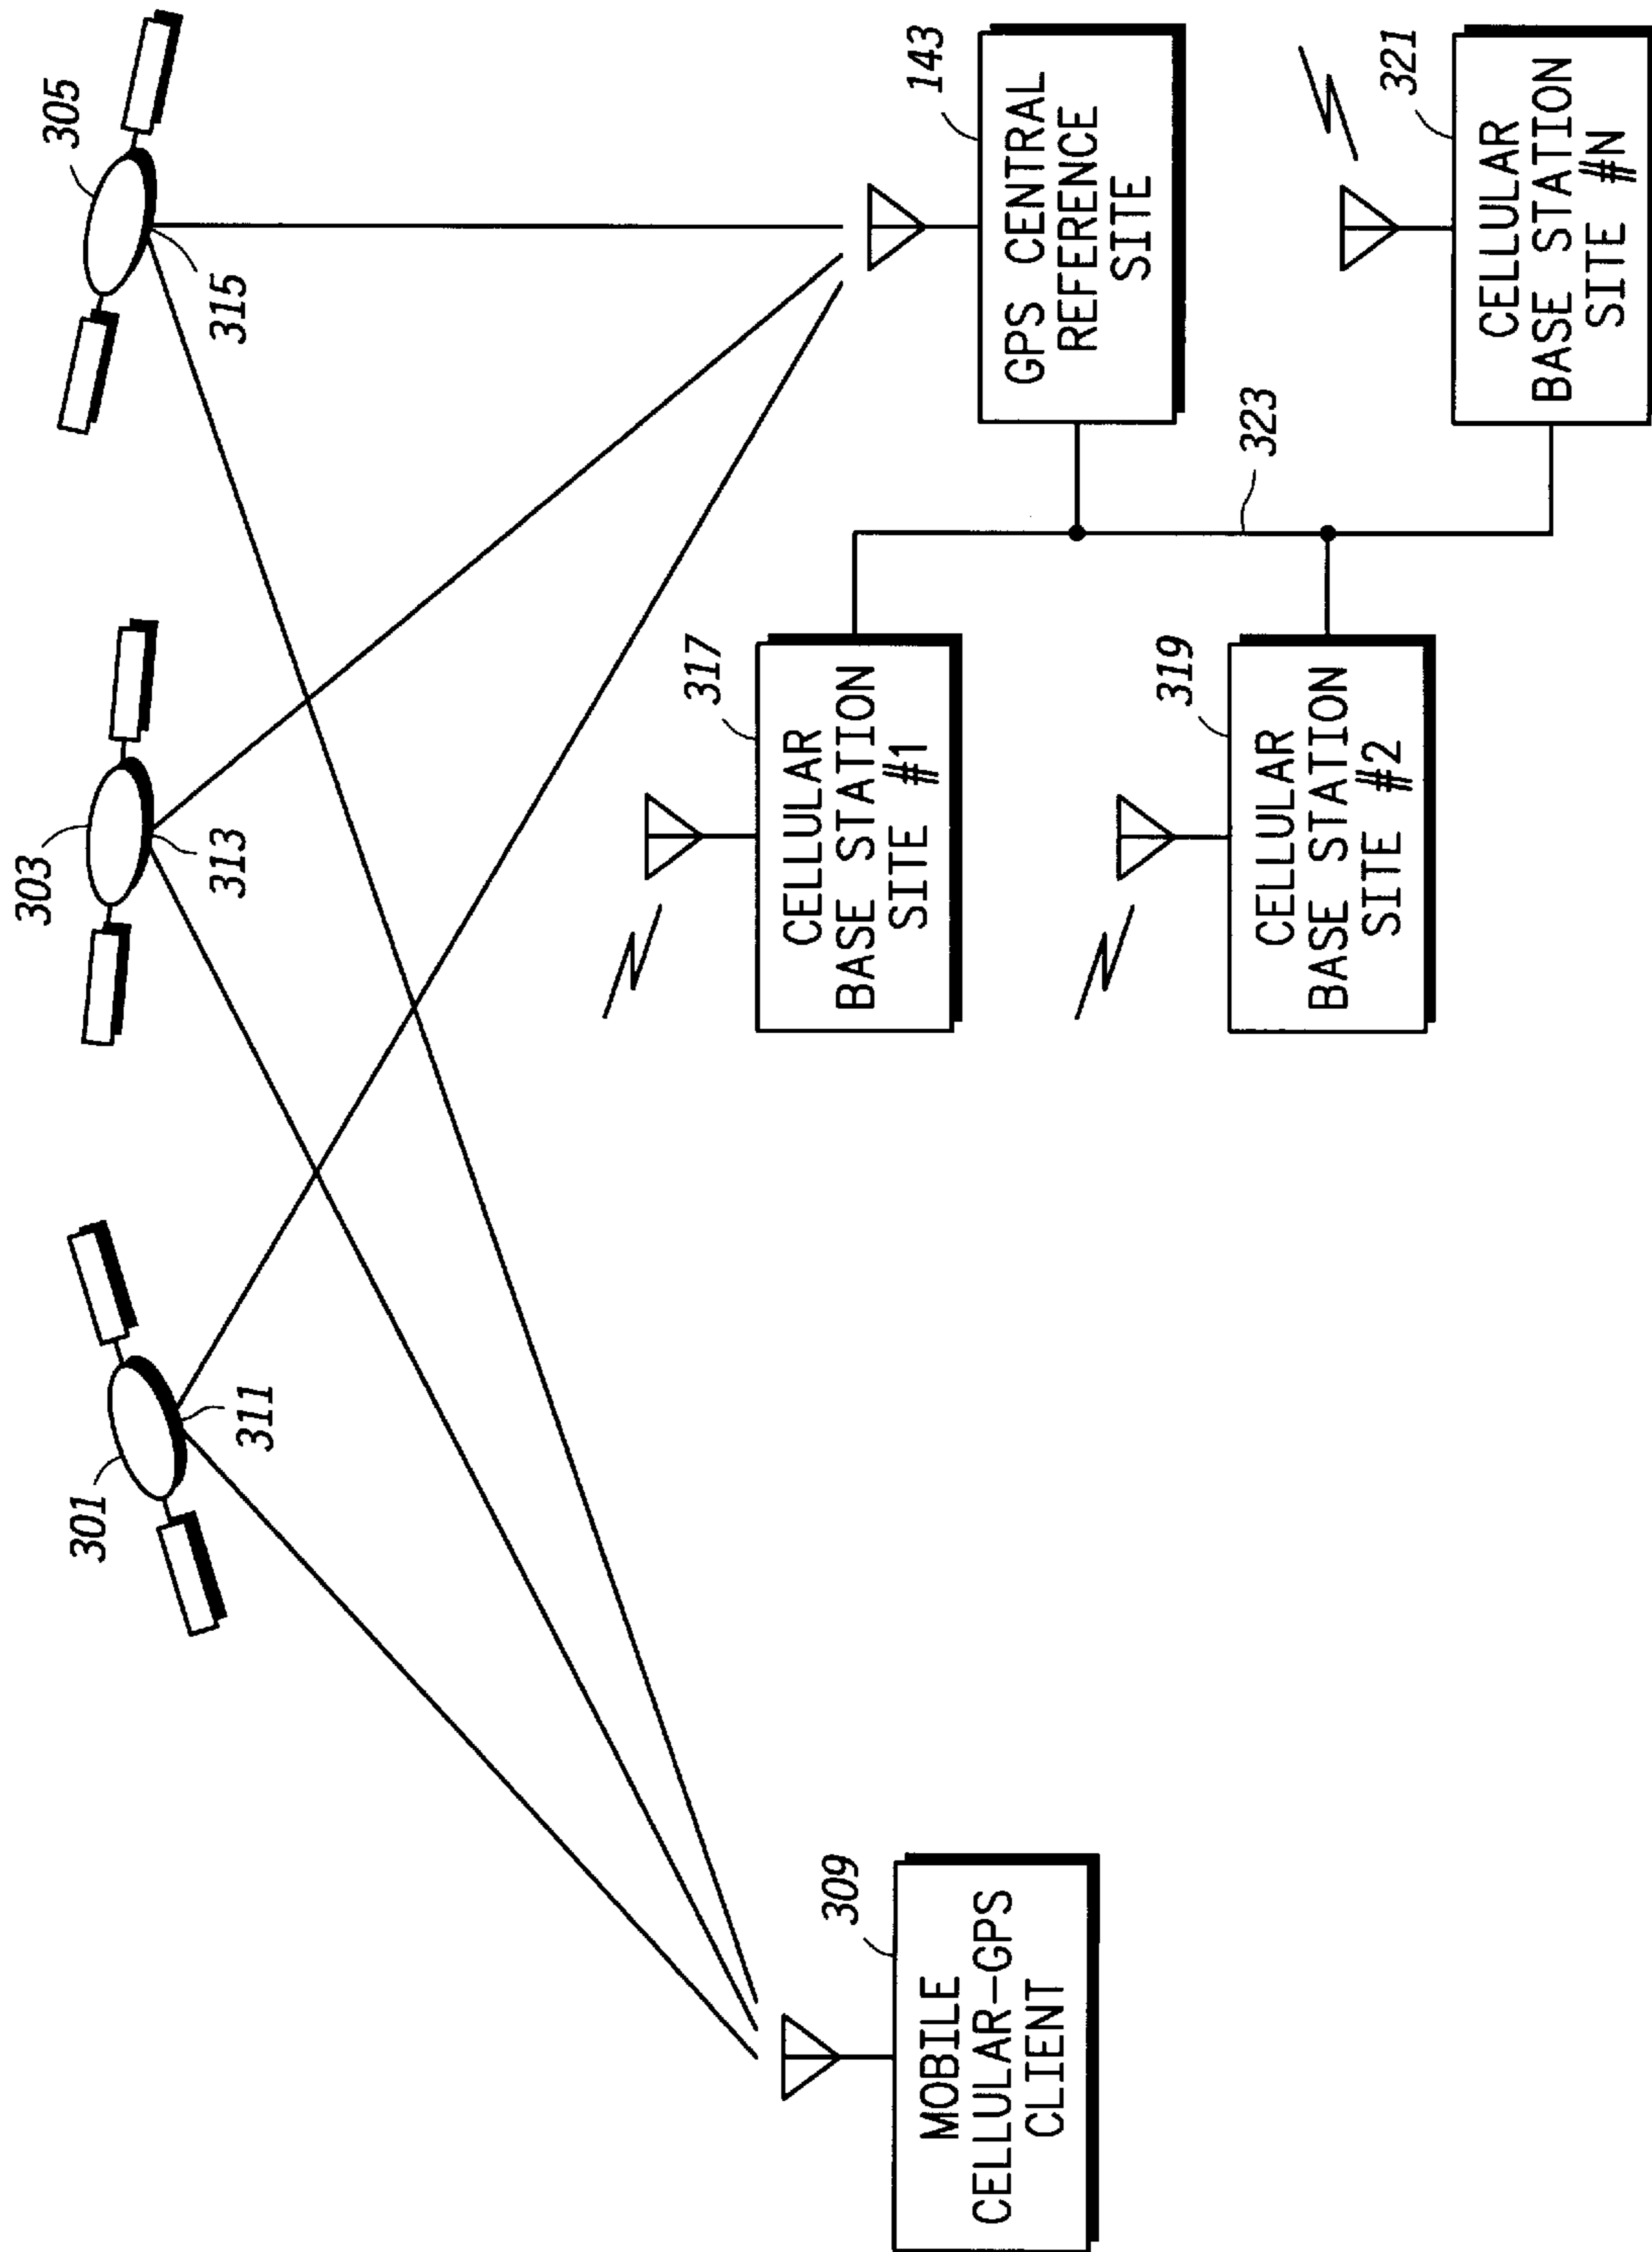 301
303
305
311
313
315
309
MOBILE
CELLULAR-GPS
CLIENT
317
CELLULAR
BASE STATION
SITE #1
143
GPS CENTRAL
REFERENCE
SITE
319
CELLULAR
BASE STATION
SITE #2
323
321
CELLULAR
BASE STATION
SITE #N